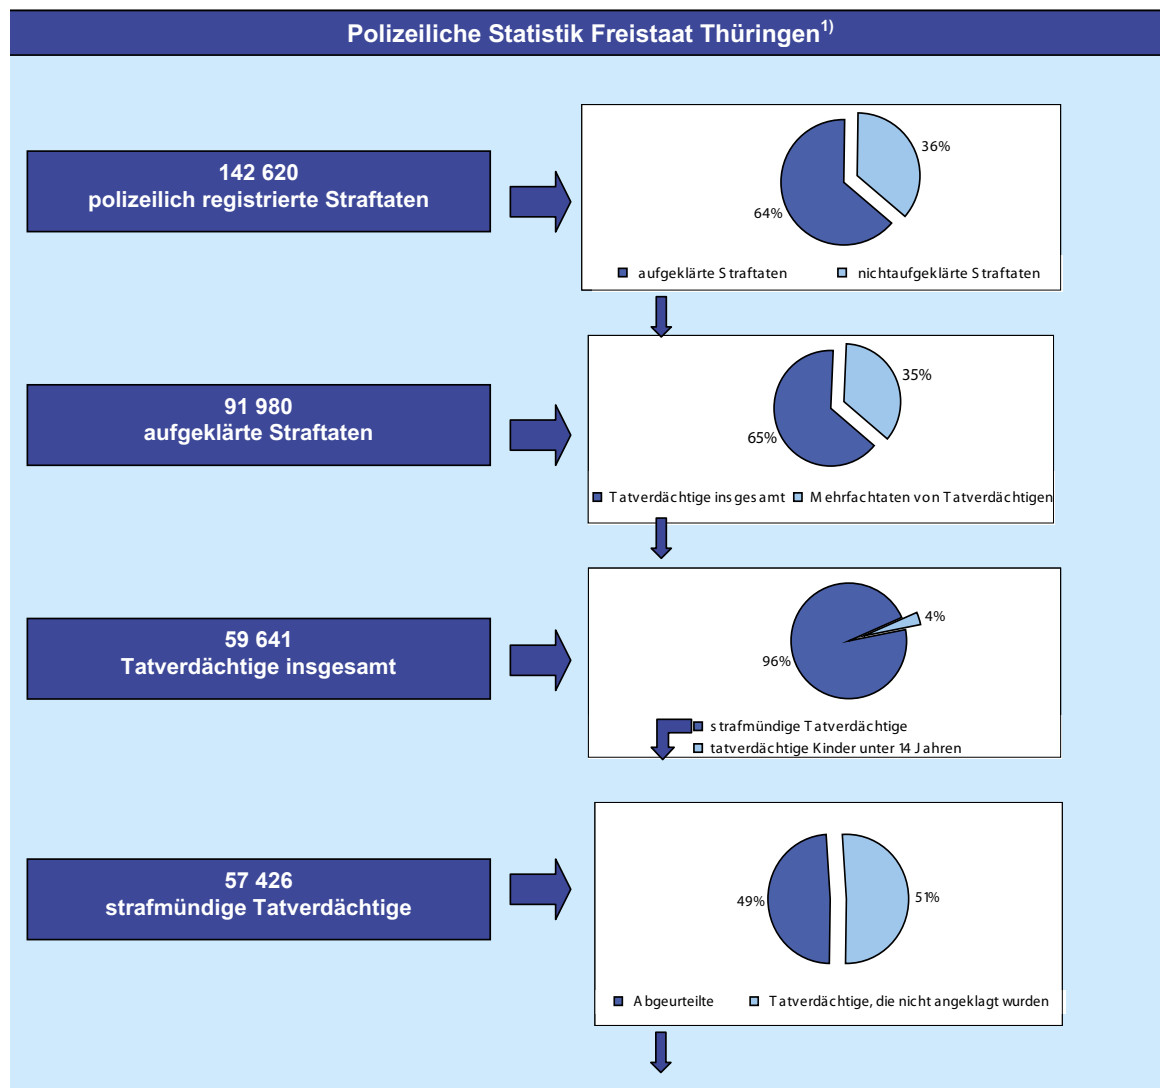 Polizeiliche Statistik Freistaat Thüringen1)
142 620
polizeilich registrierte Straftaten
36%
64%
aufgeklärte Straftaten
nichtaufgeklärte Straftaten
91 980
aufgeklärte Straftaten
35%
65%
Tatverdächtige insgesamt
Mehrfachtaten von Tatverdächtigen
59 641
Tatverdächtige insgesamt
4%
96%
strafmündige Tatverdächtige
tatverdächtige Kinder unter 14 Jahren
57 426
strafmündige Tatverdächtige
49%
51%
Abgeurteilte
Tatverdächtige, die nicht angeklagt wurden